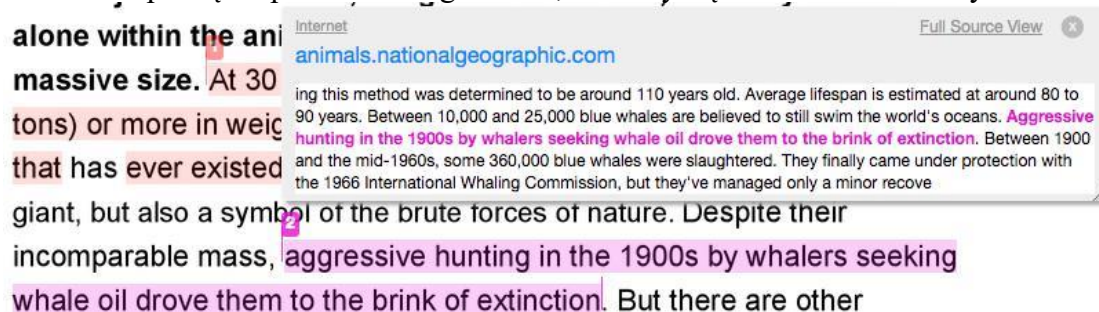 alone within the ani
massive size. At 30
tons) or more in weig
that has ever existed
Internet
Full Source View
animals.nationalgeographic.com
ing this method was determined to be around 110 years old. Average lifespan is estimated at around 80 to
90 years. Between 10,000 and 25,000 blue whales are believed to still swim the world's oceans. Aggressive
hunting in the 1900s by whalers seeking whale oil drove them to the brink of extinction. Between 1900
and the mid-1960s, some 360,000 blue whales were slaughtered. They finally came under protection with
the 1966 International Whaling Commission, but they've managed only a minor recove
giant, but also a symbol of the brute forces of nature. Despite their
2
incomparable mass, aggressive hunting in the 1900s by whalers seeking
whale oil drove them to the brink of extinction. But there are other